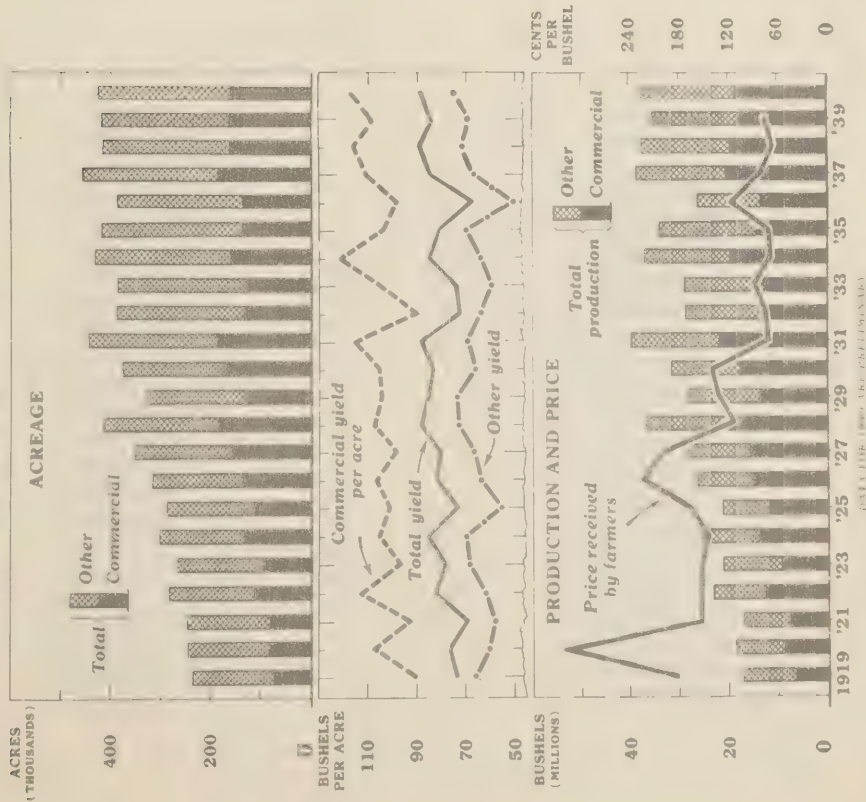 ACRES
(THOUSANDS)
ACREAGE
400
200
0
Total
Other
Commercial
BUSHELS
PER ACRE
110
90
70
50
Commercial yield
per acre
Total yield
Other yield
BUSHELS
(MILLIONS)
PRODUCTION AND PRICE
CENTS
PER
BUSHEL
40
20
0
240
180
120
60
0
Price received
by farmers
Total
production
Other
Commercial
1919 '21 '23 '25 '27 '29 '31 '33 '35 '37 '39